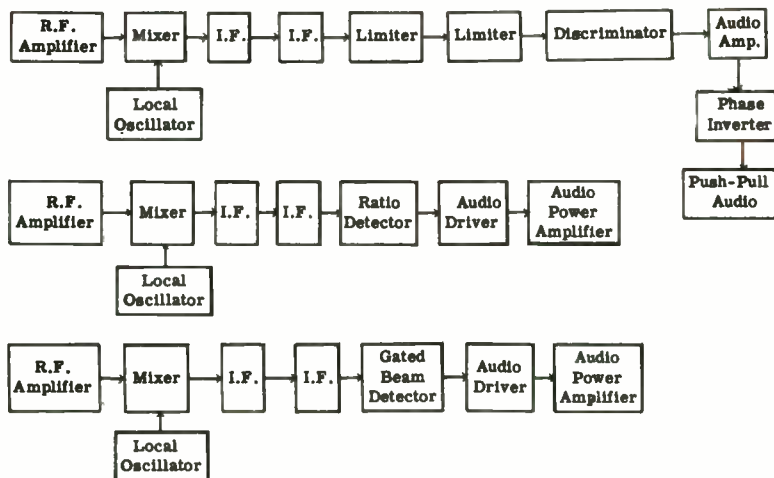 R.F.
Amplifier
Mixer
I.F.
I.F.
Limiter
Limiter
Discriminator
Audio
Amp.
Local
Oscillator
Phase
Inverter
Push-Pull
Audio
R.F.
Amplifier
Mixer
I.F.
I.F.
Ratio
Detector
Audio
Driver
Audio
Power
Amplifier
Local
Oscillator
R.F.
Amplifier
Mixer
I.F.
I.F.
Gated
Beam
Detector
Audio
Driver
Audio
Power
Amplifier
Local
Oscillator